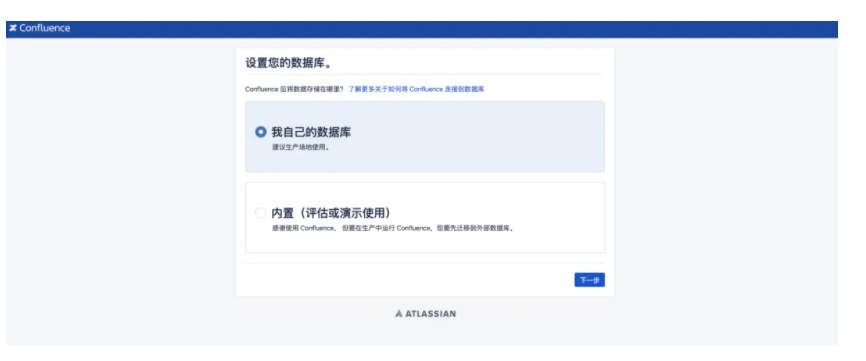 Confluence
设置您的数据库。
Confluence 应将数据存储在哪里? 了解更多关于如何将 Confluence 连接到数据库
我自己的数据库
建议生产场地使用。
内置（评估或演示使用）
感谢使用 Confluence， 但要在生产中运行 Confluence，您要先迁移到外部数据库。
下一步
ATLASSIAN